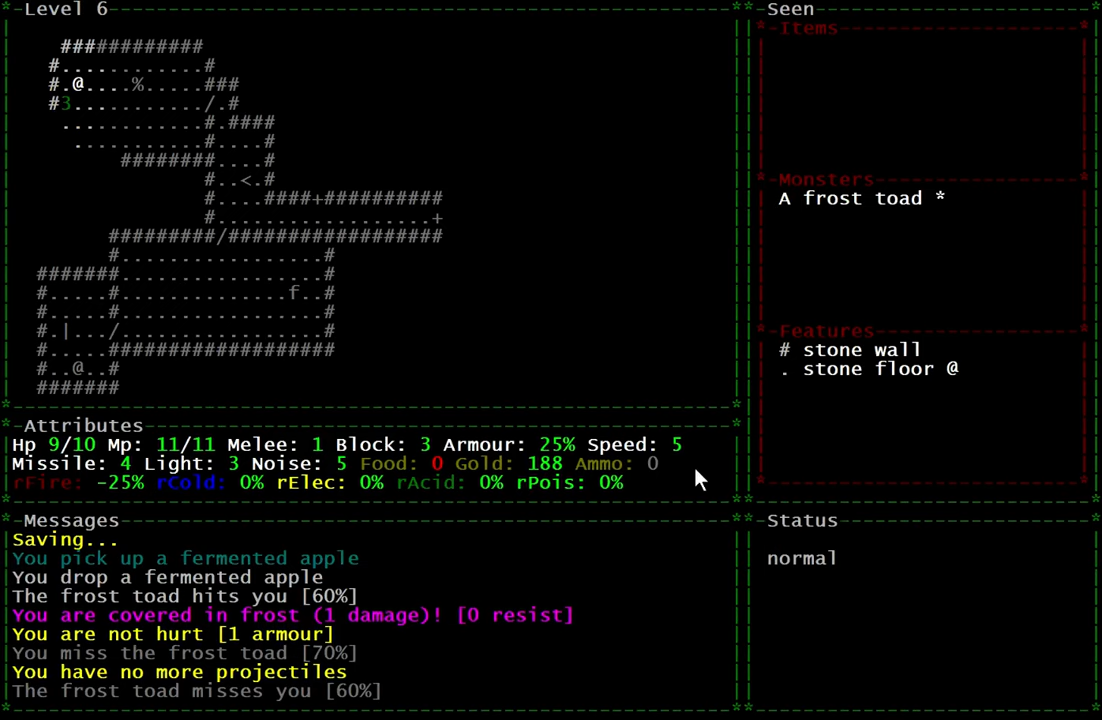 Level 6
Seen
Items
###########​#
#............#
#.@....%.....###
#3.........../.#
............#.####
...........#....#
########....#
#..<.#
#....####+##########
#..................+
#########/##################
#.................#
#######.................#
#.....#..............f..#
#.....#.................#
#.|.../.................#
#.....###################
#..@..#
#######
Monsters
A frost toad *
Features
# stone wall
. stone floor @
Attributes
Hp 9/10 Mp: 11/11 Melee: 1 Block: 3 Armour: 25% Speed: 5
Missile: 4 Light: 3 Noise: 5 Food: 0 Gold: 188 Ammo: 0
rFire: -25% rCold: 0% rElec: 0% rAcid: 0% rPois: 0%
Messages
Saving...
You pick up a fermented apple
You drop a fermented apple
The frost toad hits you [60%]
You are covered in frost (1 damage)! [0 resist]
You are not hurt [1 armour]
You miss the frost toad [70%]
You have no more projectiles
The frost toad misses you [60%]
Status
normal